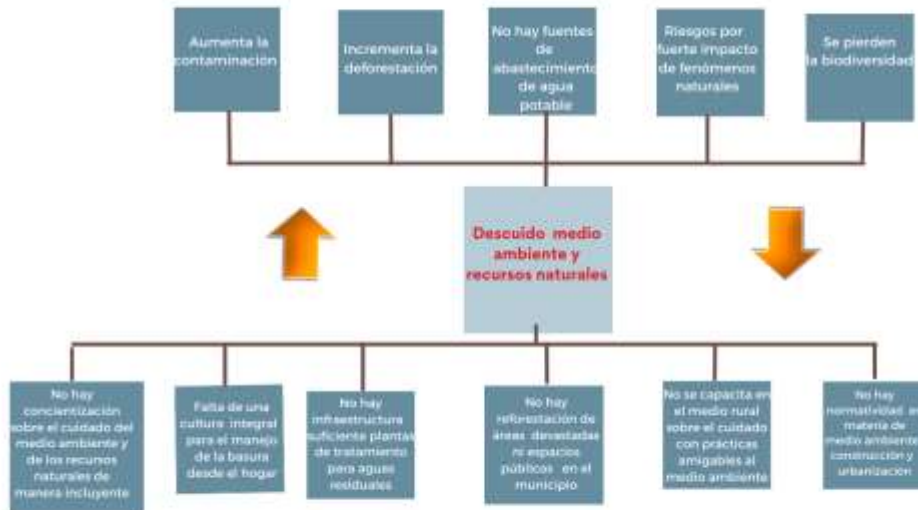 Aumenta la
contaminación
Incrementa la
deforestación
No hay fuentes
de
abastecimiento
de agua
potable
Riesgos por
fuerte impacto
de fenómenos
naturales
Se pierden
la biodiversidad
Descuido medio
ambiente y
recursos naturales
No hay
concientización
sobre el cuidado del
medio ambiente y
de los recursos
naturales de
manera incluyente
Falta de una
cultura integral
para el manejo
de la basura
desde el hogar
No hay
infraestructura
suficiente plantas
de tratamiento
para aguas
residuales
No hay
reforestación de
áreas devastadas
ni espacios
públicos en el
municipio
No se capacita en
el medio rural
sobre el cuidado
con prácticas
amigables al
medio ambiente
No hay
normatividad en
materia de
medio ambiente,
construcción y
urbanización